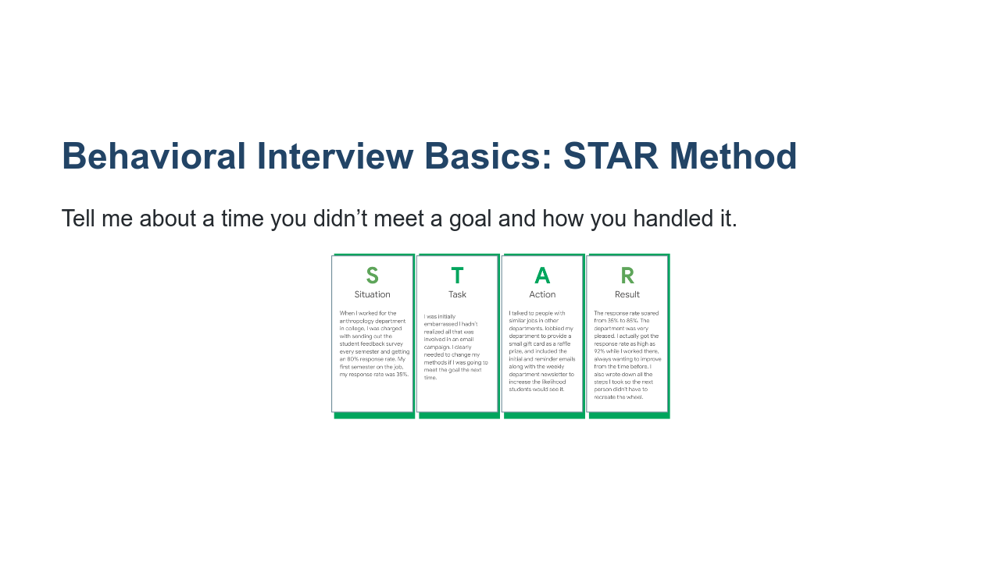 Behavioral Interview Basics: STAR Method
Tell me about a time you didn’t meet a goal and how you handled it.
S
Situation
When I worked for the
anthropology department
in college, I was charged
with sending out the
student feedback survey
every semester and getting
an 80% response rate. My
first semester on the job,
my response rate was 35%.
T
Task
I was initially
embarrassed I hadn't
realized all that was
involved in an email
campaign. I clearly
needed to change my
methods if I was going to
meet the goal the next
time.
A
Action
I talked to people with
similar jobs in other
departments, lobbied my
department to provide a
small gift card as a raffle
prize, and included the
initial and reminder emails
along with the weekly
department newsletter to
increase the likelihood
students would see it.
R
Result
The response rate soared
from 35% to 85%. The
department was very
pleased. I actually got the
response rate as high as
92% while I worked there,
always wanting to improve
from the time before. I
also wrote down all the
steps I took so the next
person didn't have to
recreate the wheel.